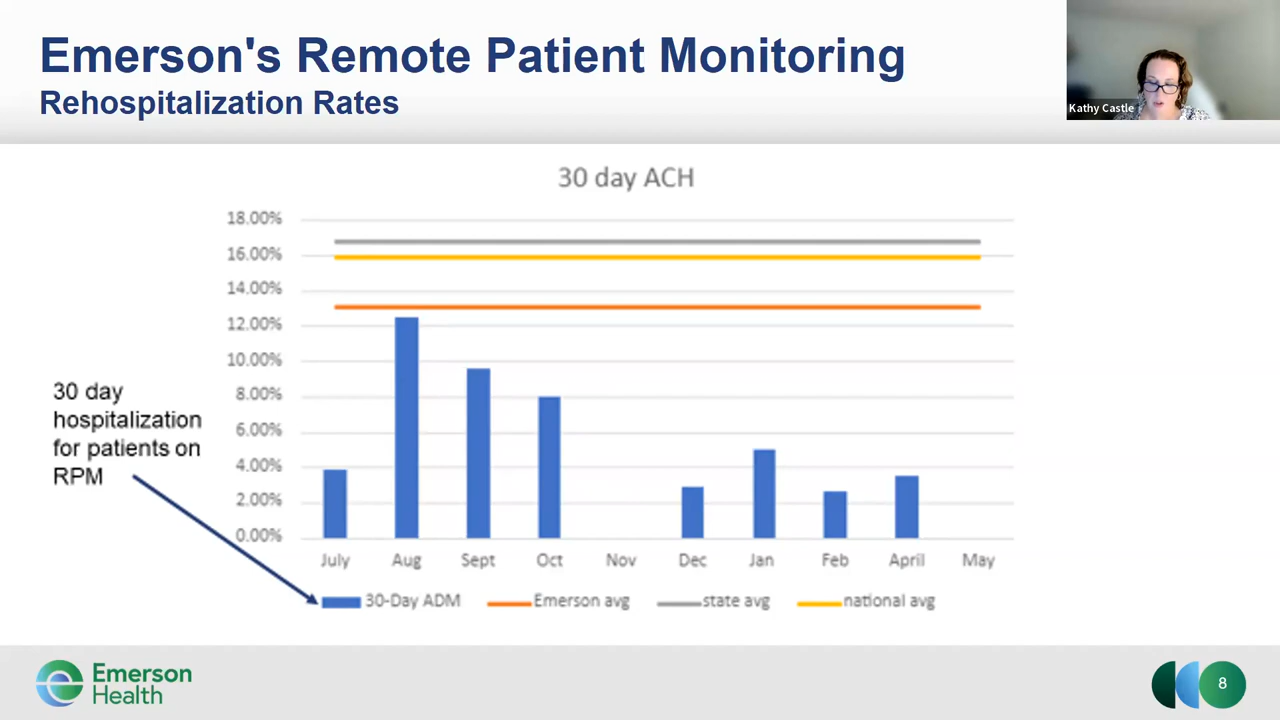 Emerson's Remote Patient Monitoring
Rehospitalization Rates
Kathy Castle
30 day ACH
18.00%
16.00%
14.00%
12.00%
10.00%
8.00%
6.00%
4.00%
2.00%
0.00%
30 day
hospitalization
for patients on
RPM
July Aug Sept Oct Nov Dec Jan Feb April May
30-Day ADM Emerson avg state avg national avg
Emerson
Health
8